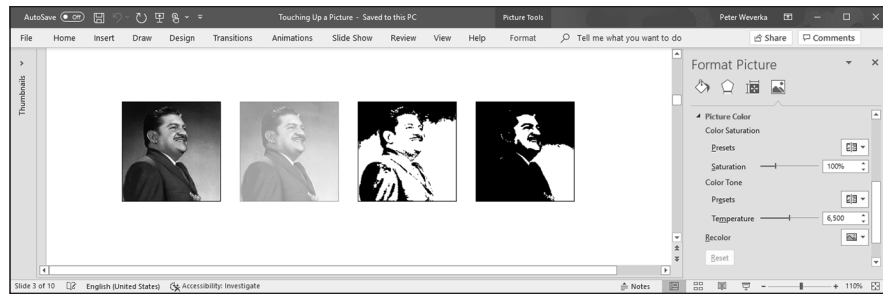 AutoSave Off Touching Up a Picture - Saved to this PC Picture Tools Peter Weverka
File Home Insert Draw Design Transitions Animations Slide Show Review View Help Format Tell me what you want to do Share Comments
Thumbnails
Format Picture
Picture Color
Color Saturation
Presets
Saturation 100%
Color Tone
Presets
Temperature 6,500
Recolor
Reset
Slide 3 of 10 English (United States) Accessibility: Investigate Notes 110%